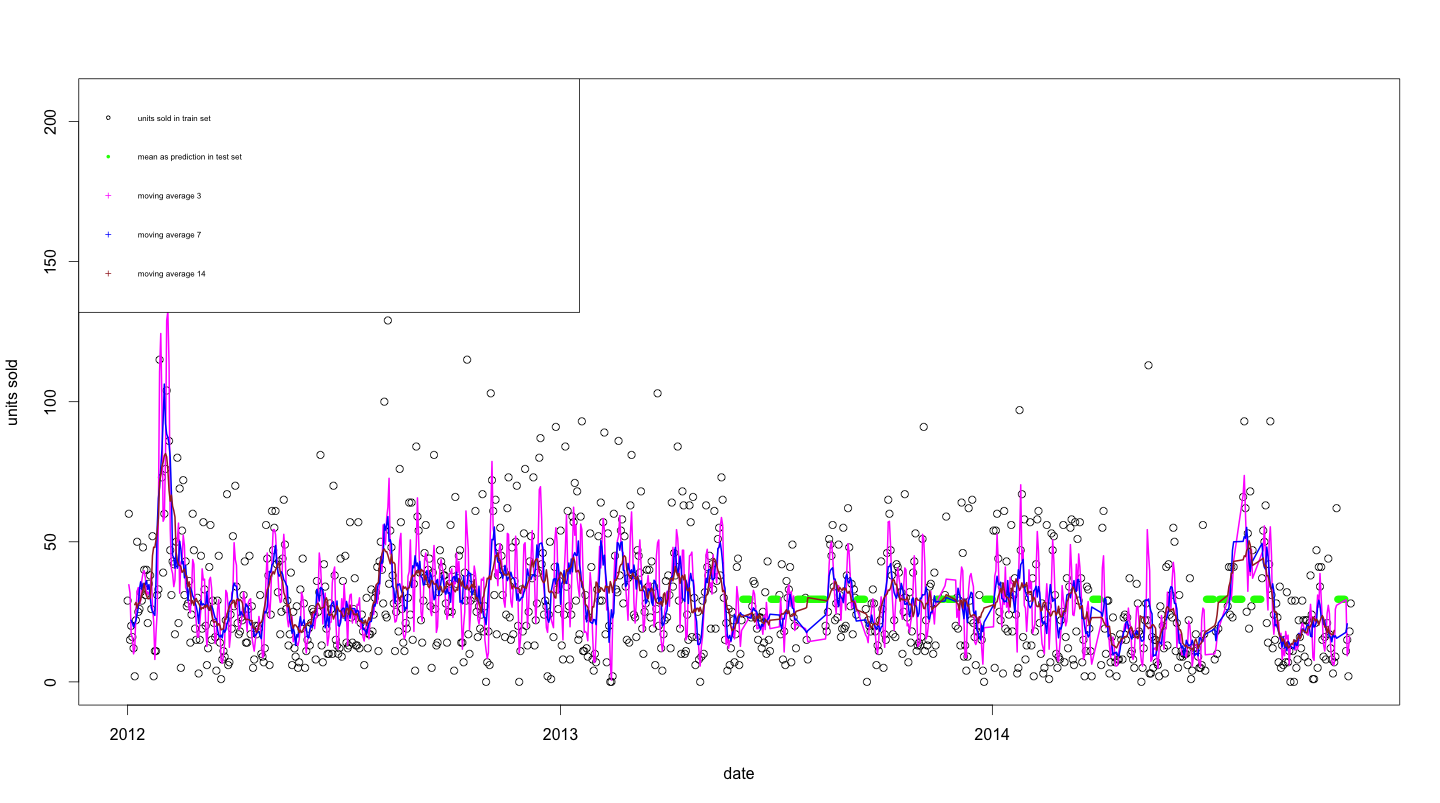 units sold in train set
mean as prediction in test set
moving average 3
moving average 7
moving average 14
units sold
200
150
100
50
0
2012
2013
2014
date